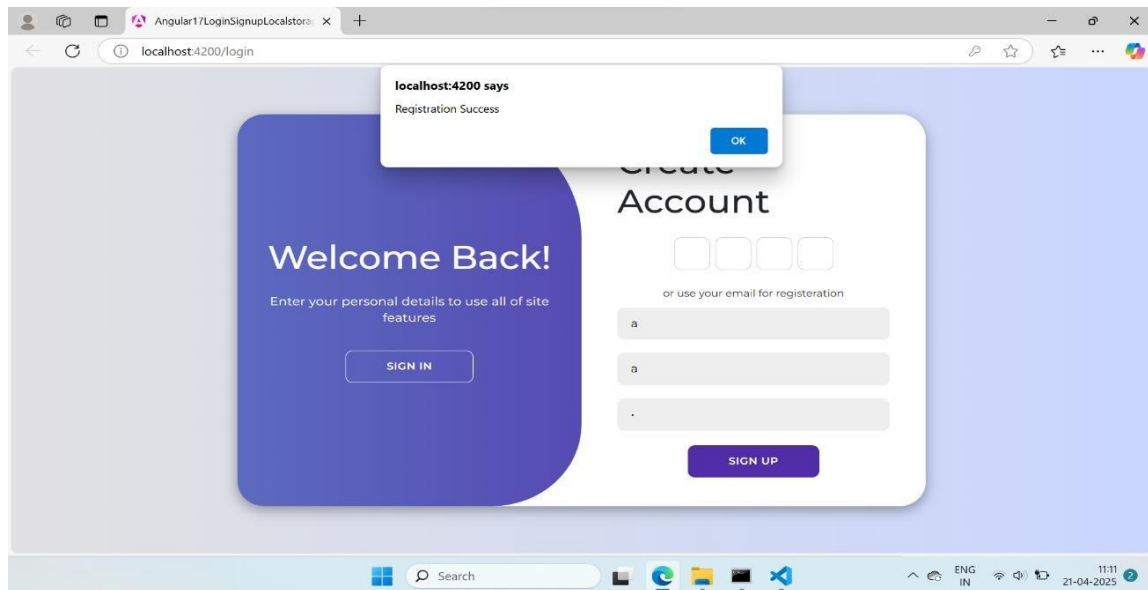 Angular17LoginSignupLocalstora
localhost:4200/login
localhost:4200 says
Registration Success
OK
Create
Account
Welcome Back!
Enter your personal details to use all of site
features
SIGN IN
or use your email for registeration
a
a
.
SIGN UP
Search
ENG
IN
11:11
21-04-2025
2